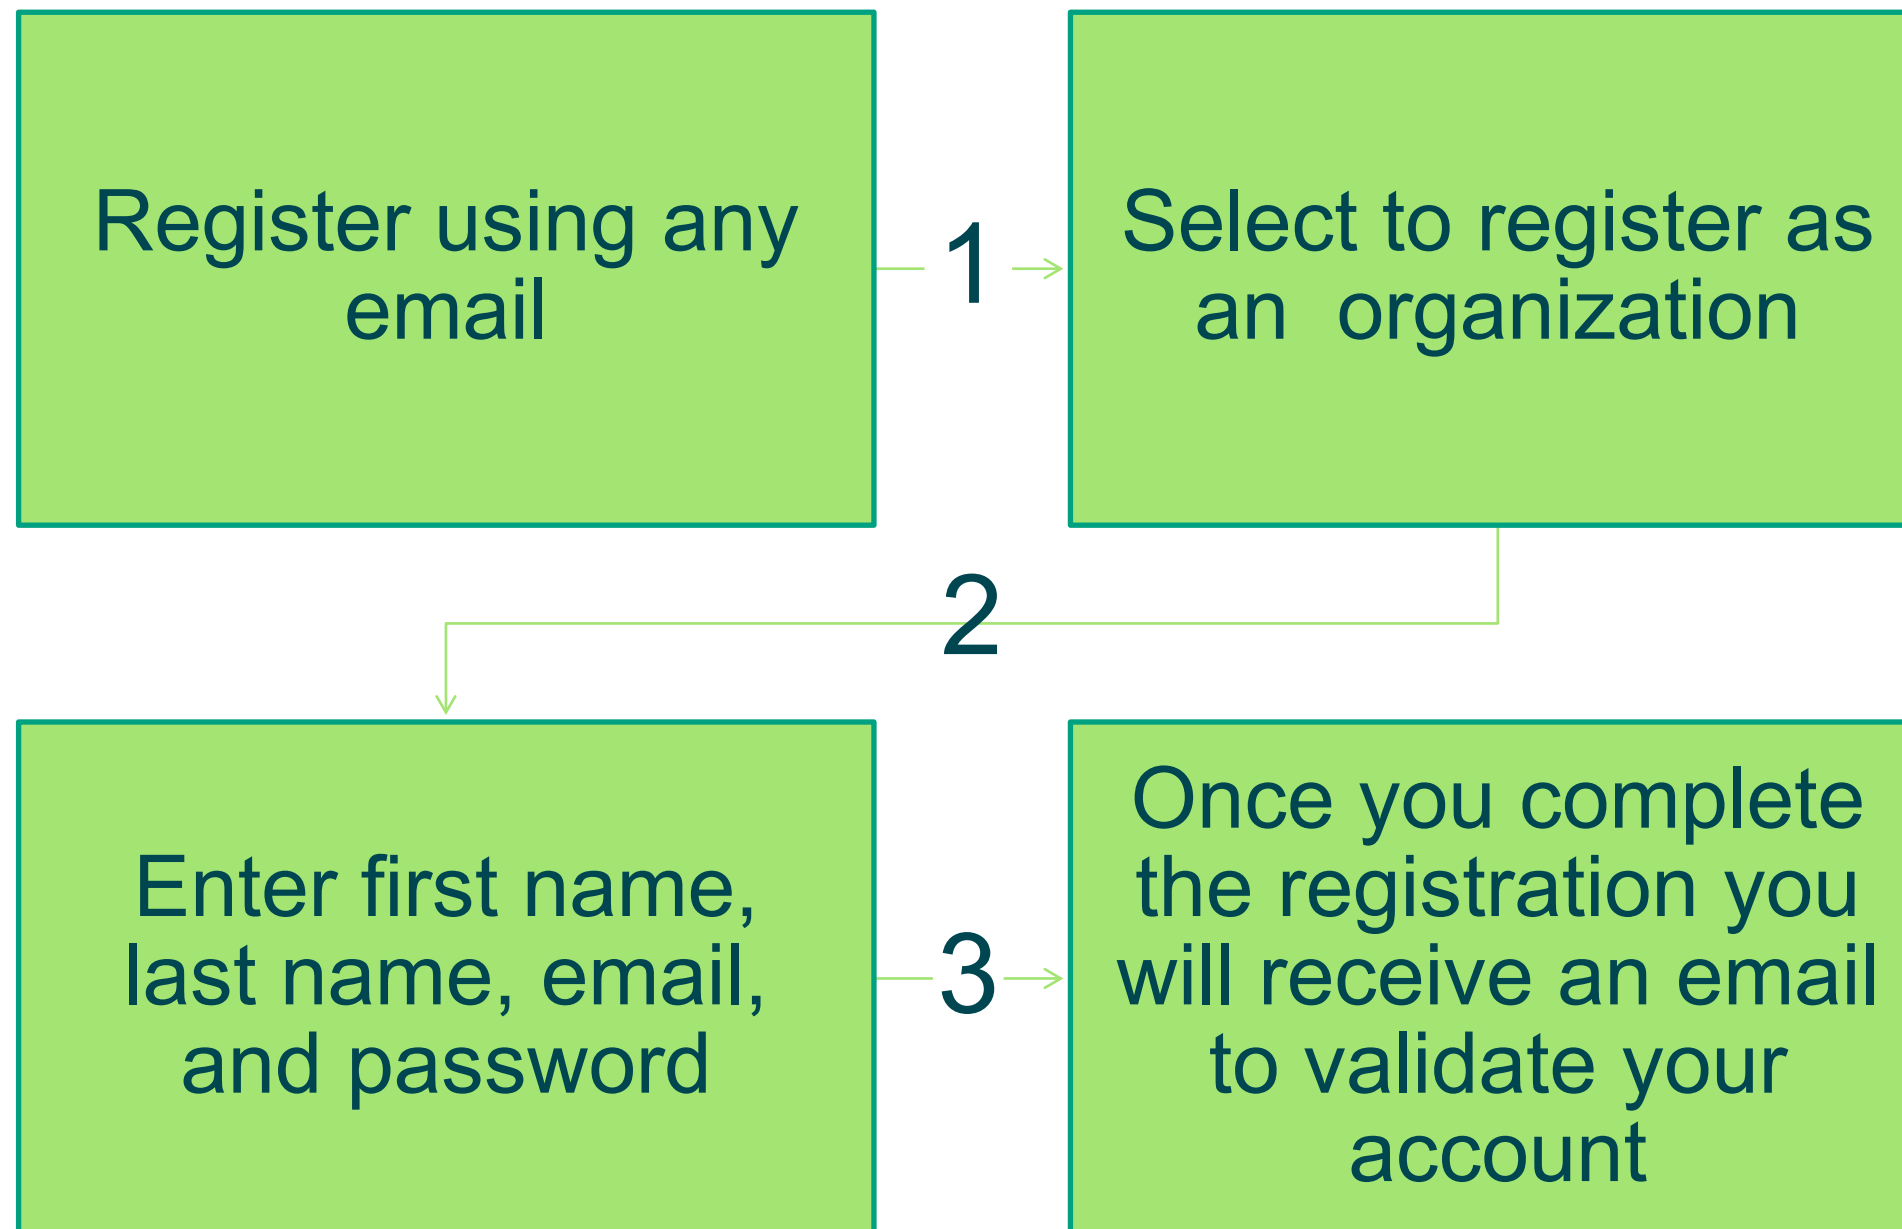 Register using any
email
1
Select to register as
an  organization
2
Enter first name,
last name, email,
and password
3
Once you complete
the registration you
will receive an email
to validate your
account